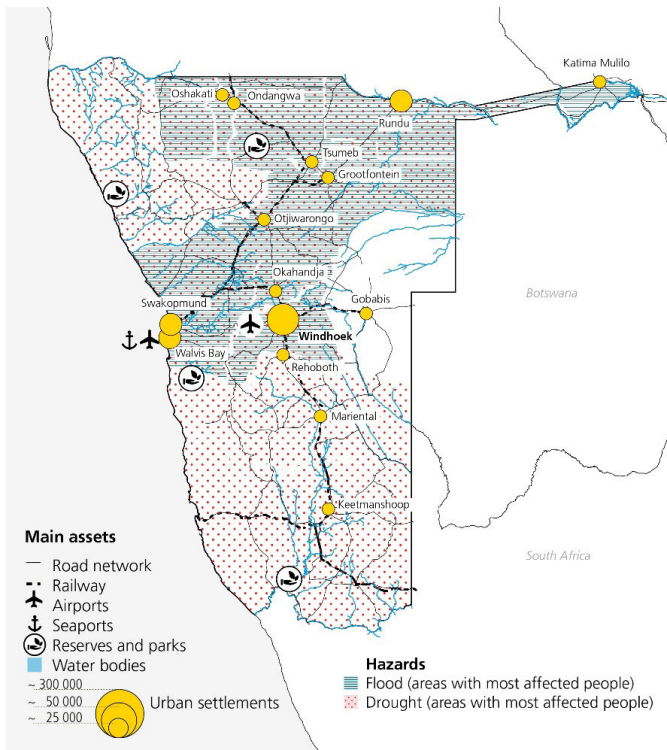 Katima Mulilo
Oshakati
Ondangwa
Rundu
Tsumeb
Grootfontein
Otjiwarongo
Okahandja
Gobabis
Swakopmund
Botswana
Windhoek
Walvis Bay
Rehoboth
Mariental
Keetmanshoop
South Africa
Main assets
Road network
Railway
Airports
Seaports
Reserves and parks
Water bodies
~ 300 000
~ 50 000
~ 25 000
Urban settlements
Hazards
Flood (areas with most affected people)
Drought (areas with most affected people)